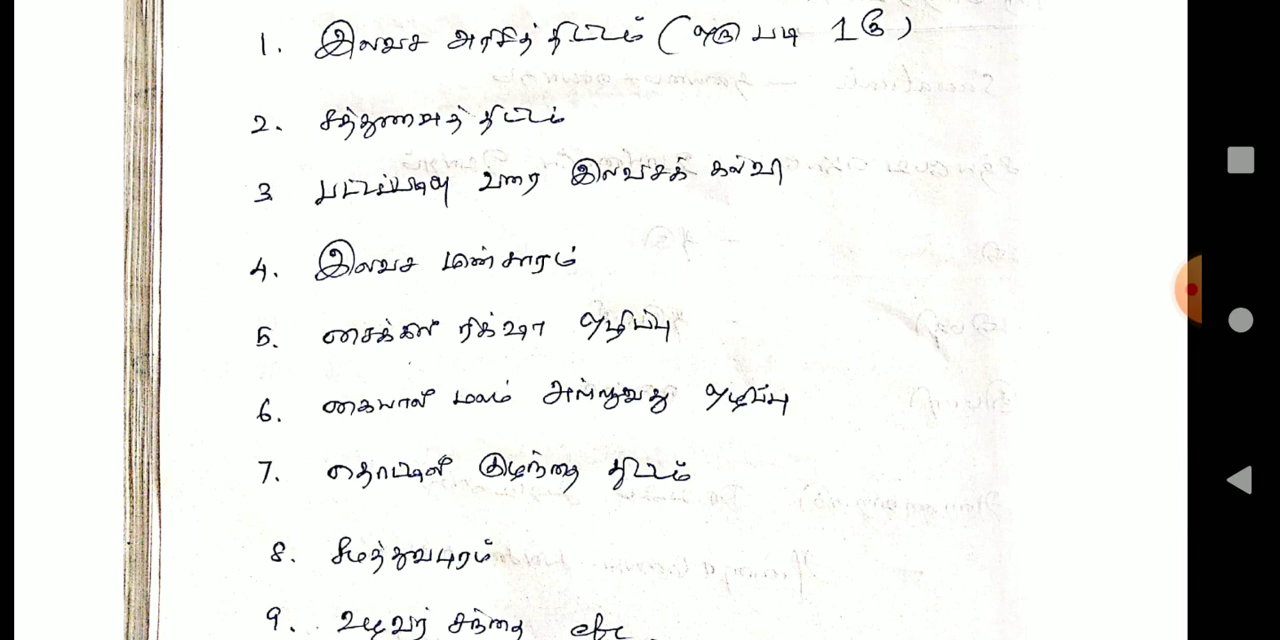 1. இலவச அரிசித் திட்டம் (ஒரு படி 1 ரூ)
2. சத்துணவுத் திட்டம்
3 பட்டப்படிப்பு வரை இலவசக் கல்வி
4. இலவச மின்சாரம்
5. சைக்கிள் ரிக்ஷா ஒழிப்பு
6. கையால் மலம் அள்ளுவது ஒழிப்பு
7. தொட்டில் குழந்தை திட்டம்
8. சமத்துவபுரம்
9. உழவர் சந்தை etc.